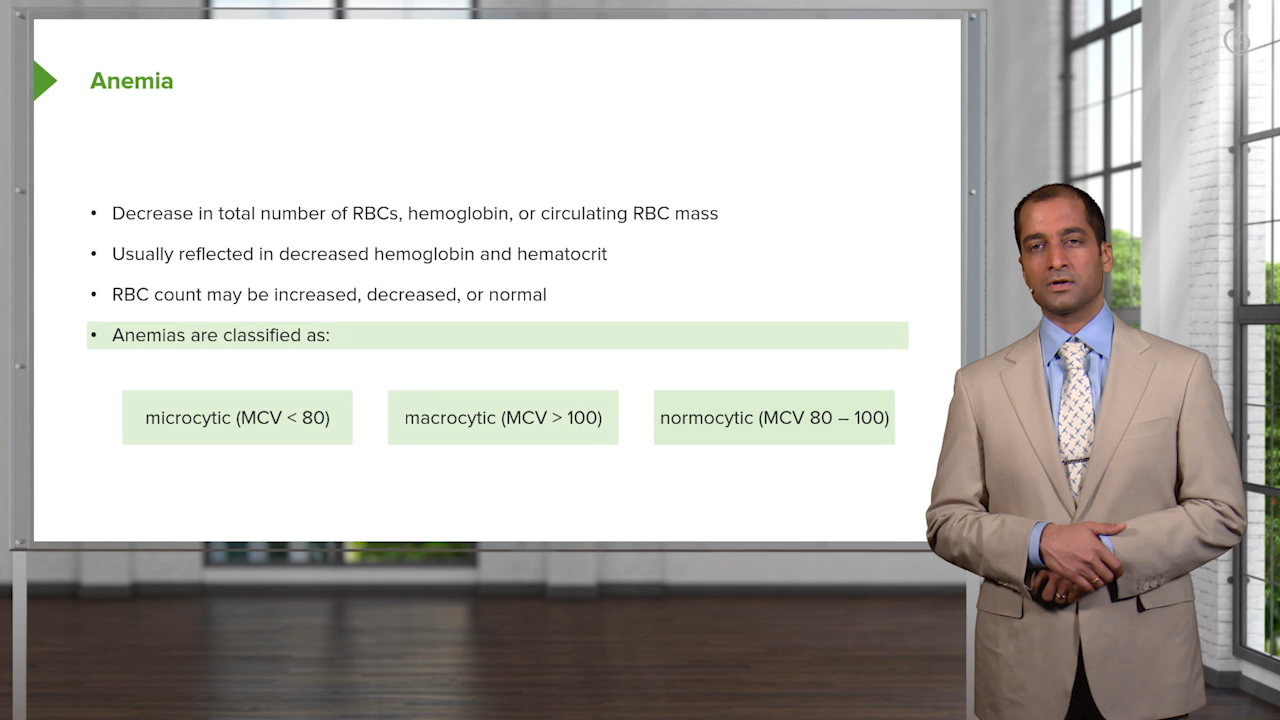 Anemia
• Decrease in total number of RBCs, hemoglobin, or circulating RBC mass
• Usually reflected in decreased hemoglobin and hematocrit
• RBC count may be increased, decreased, or normal
• Anemias are classified as:
microcytic (MCV < 80)
macrocytic (MCV > 100)
normocytic (MCV 80 – 100)